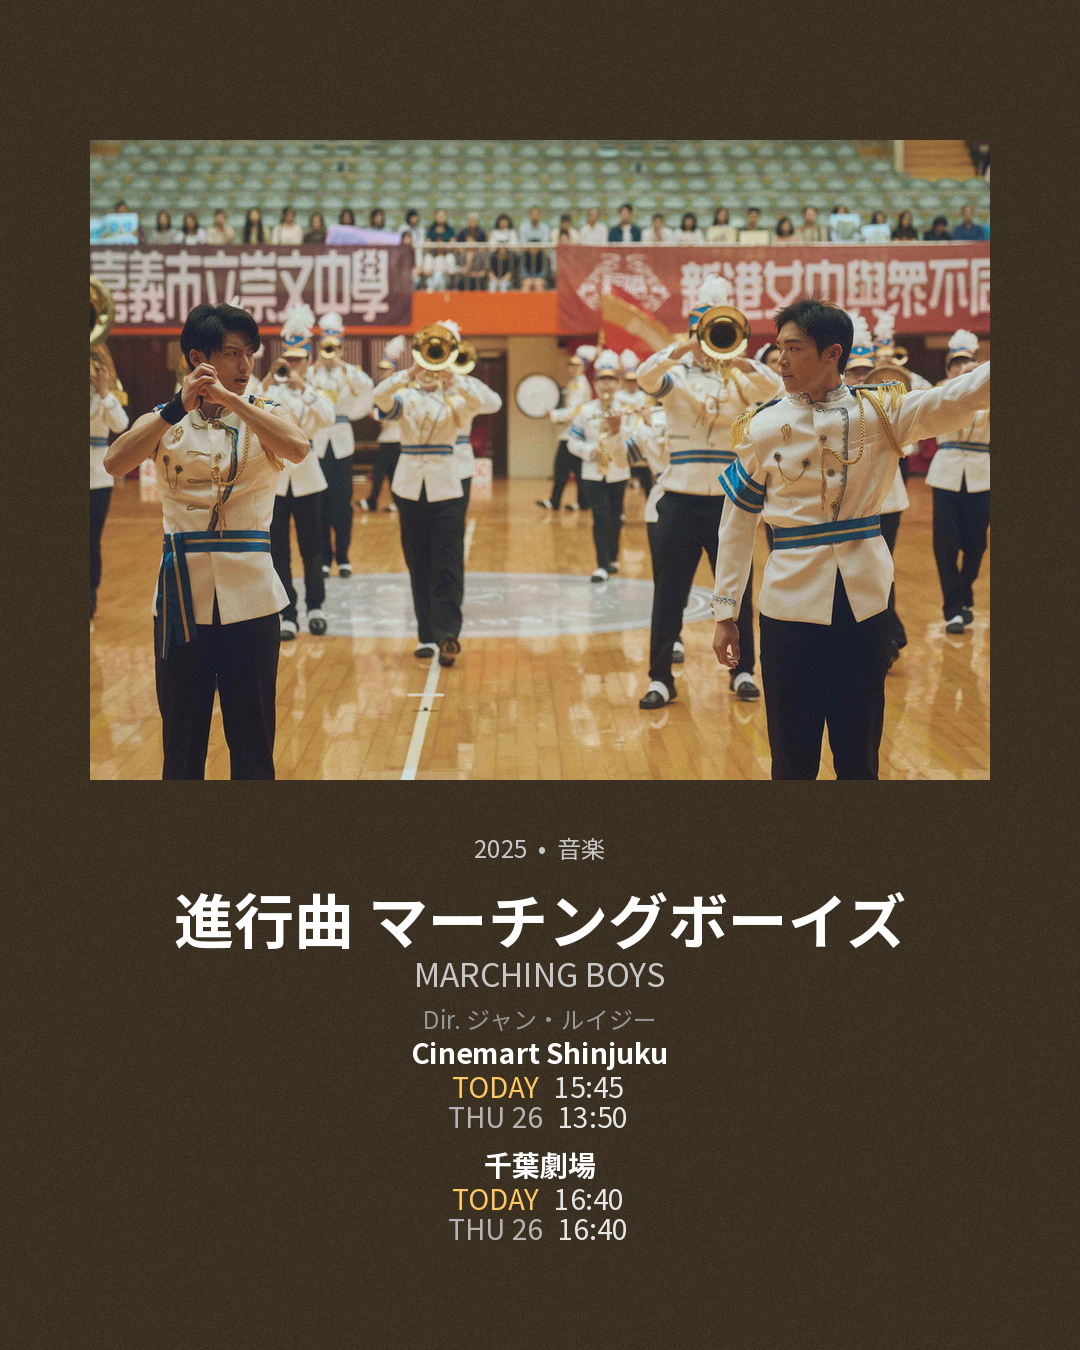 嘉義市立崇文中學
新港女中與眾不同
2025 • 音楽
進行曲 マーチングボーイズ
MARCHING BOYS
Dir. ジャン・ルイジー
Cinemart Shinjuku
TODAY 15:45
THU 26 13:50
千葉劇場
TODAY 16:40
THU 26 16:40